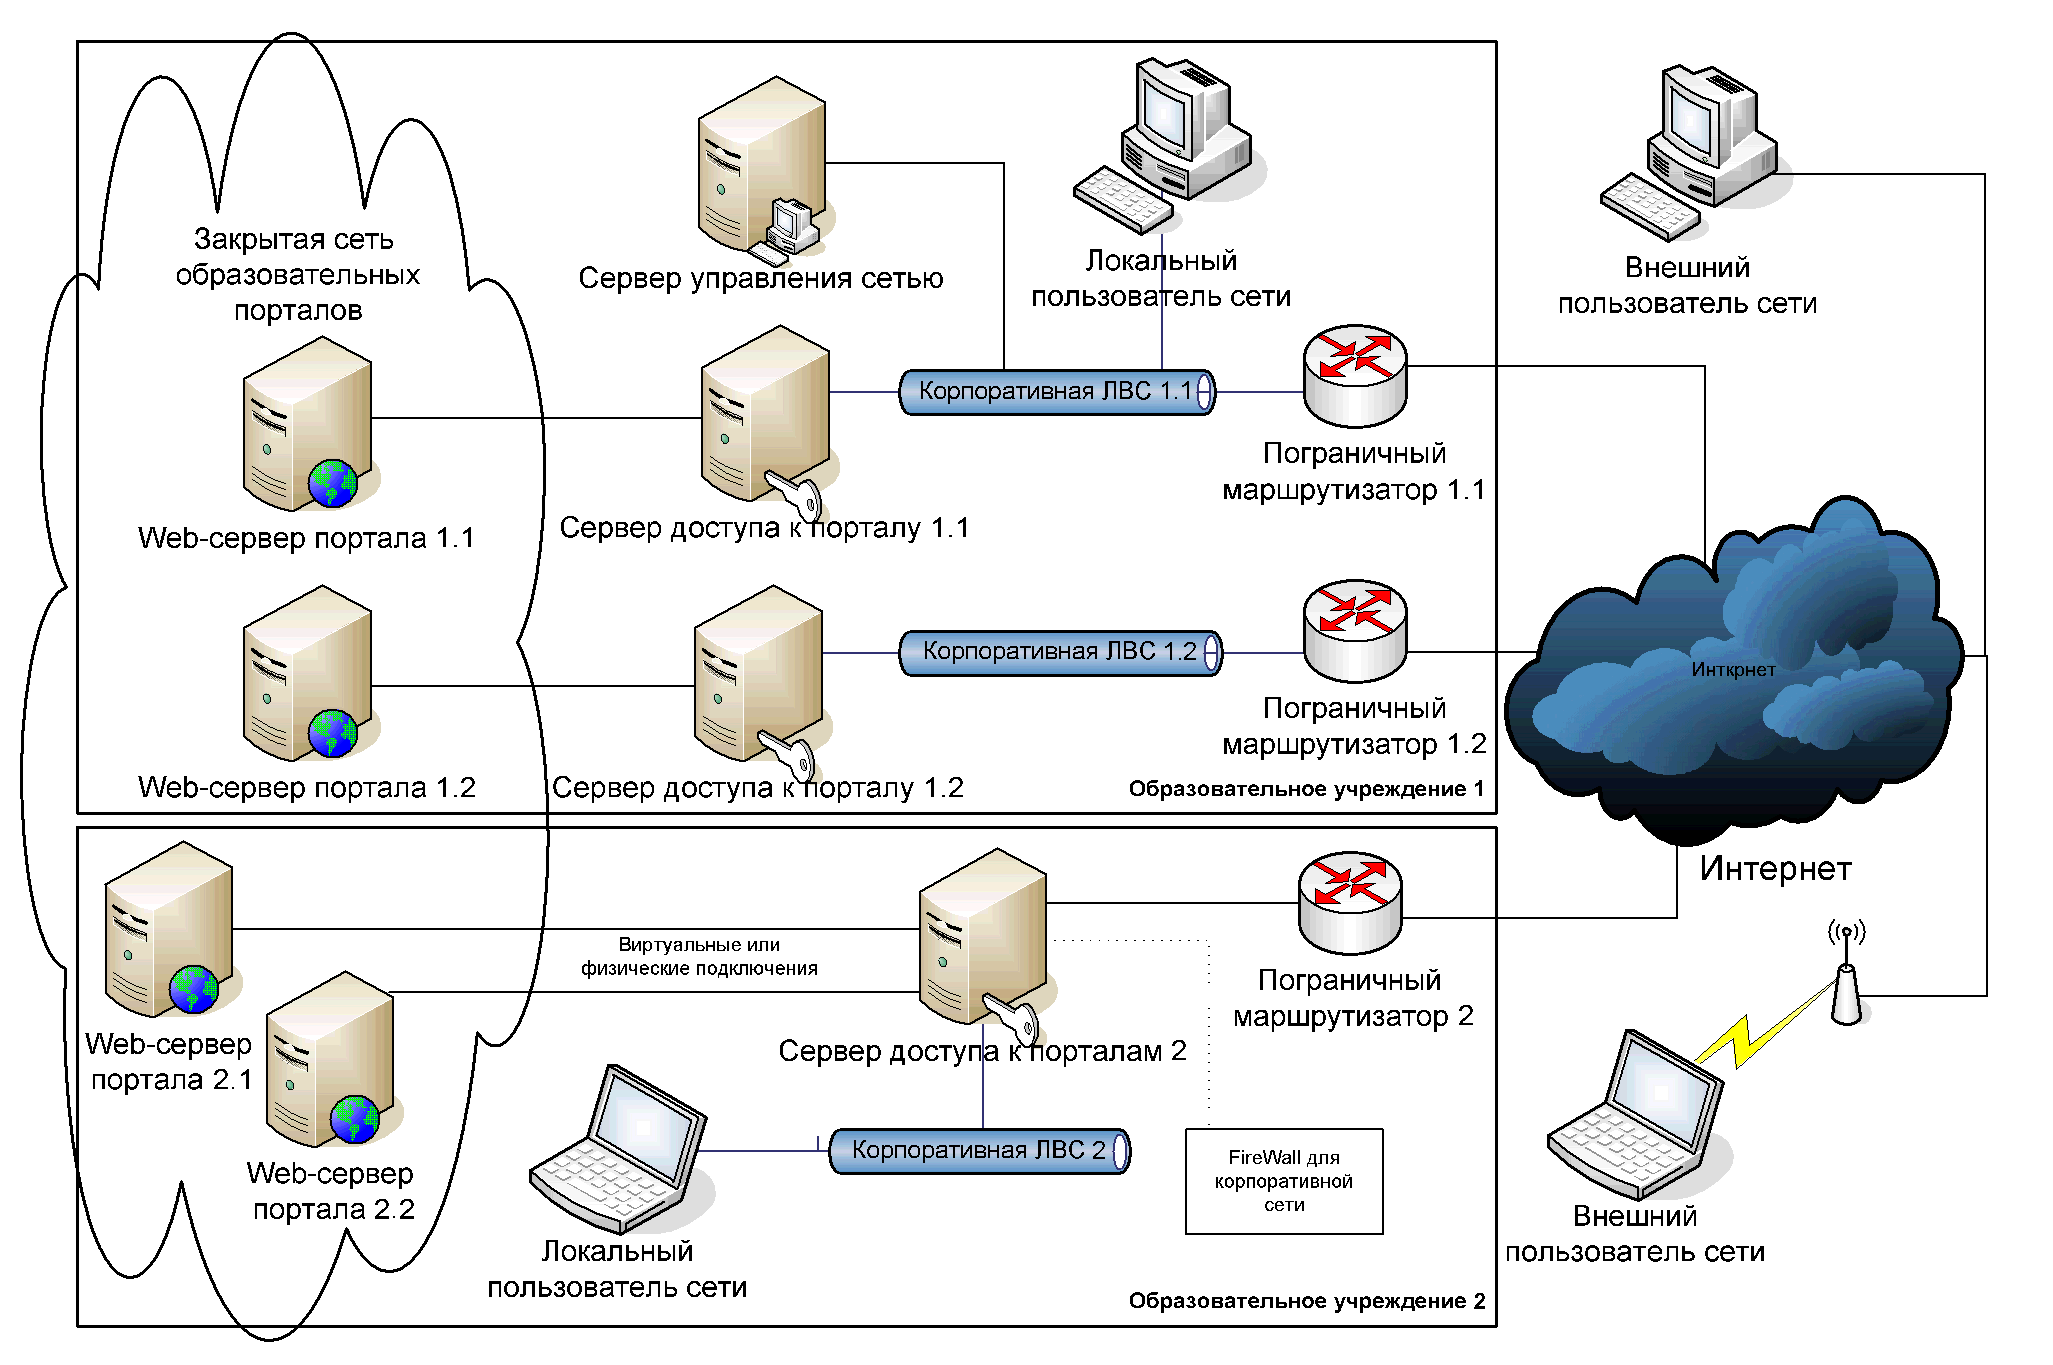 Закрытая сеть
образовательных
порталов
Сервер управления сетью
Локальный
пользователь сети
Внешний
пользователь сети
Корпоративная ЛВС 1.1
Пограничный
маршрутизатор 1.1
Web-сервер портала 1.1
Сервер доступа к порталу 1.1
Корпоративная ЛВС 1.2
Инткрнет
Пограничный
маршрутизатор 1.2
Web-сервер портала 1.2
Сервер доступа к порталу 1.2
Образовательное учреждение 1
Интернет
Виртуальные или
физические подключения
Пограничный
маршрутизатор 2
Web-сервер
портала 2.1
Сервер доступа к порталам 2
Корпоративная ЛВС 2
FireWall для
корпоративной
сети
Web-сервер
портала 2.2
Локальный
пользователь сети
Внешний
пользователь сети
Образовательное учреждение 2